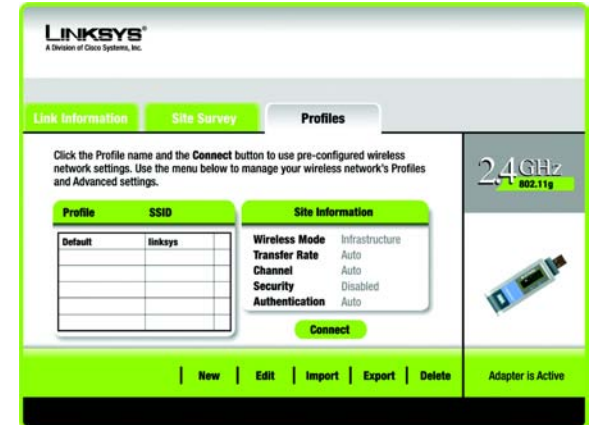 LINKSYS®
A Division of Cisco Systems, Inc.
Link Information Site Survey Profiles
Click the Profile name and the Connect button to use pre-configured wireless
network settings. Use the menu below to manage your wireless network's Profiles
and Advanced settings.
2.4GHz
802.11g
Profile SSID
Default linksys
Site Information
Wireless Mode Infrastructure
Transfer Rate Auto
Channel Auto
Security Disabled
Authentication Auto
Connect
New | Edit | Import | Export | Delete
Adapter is Active